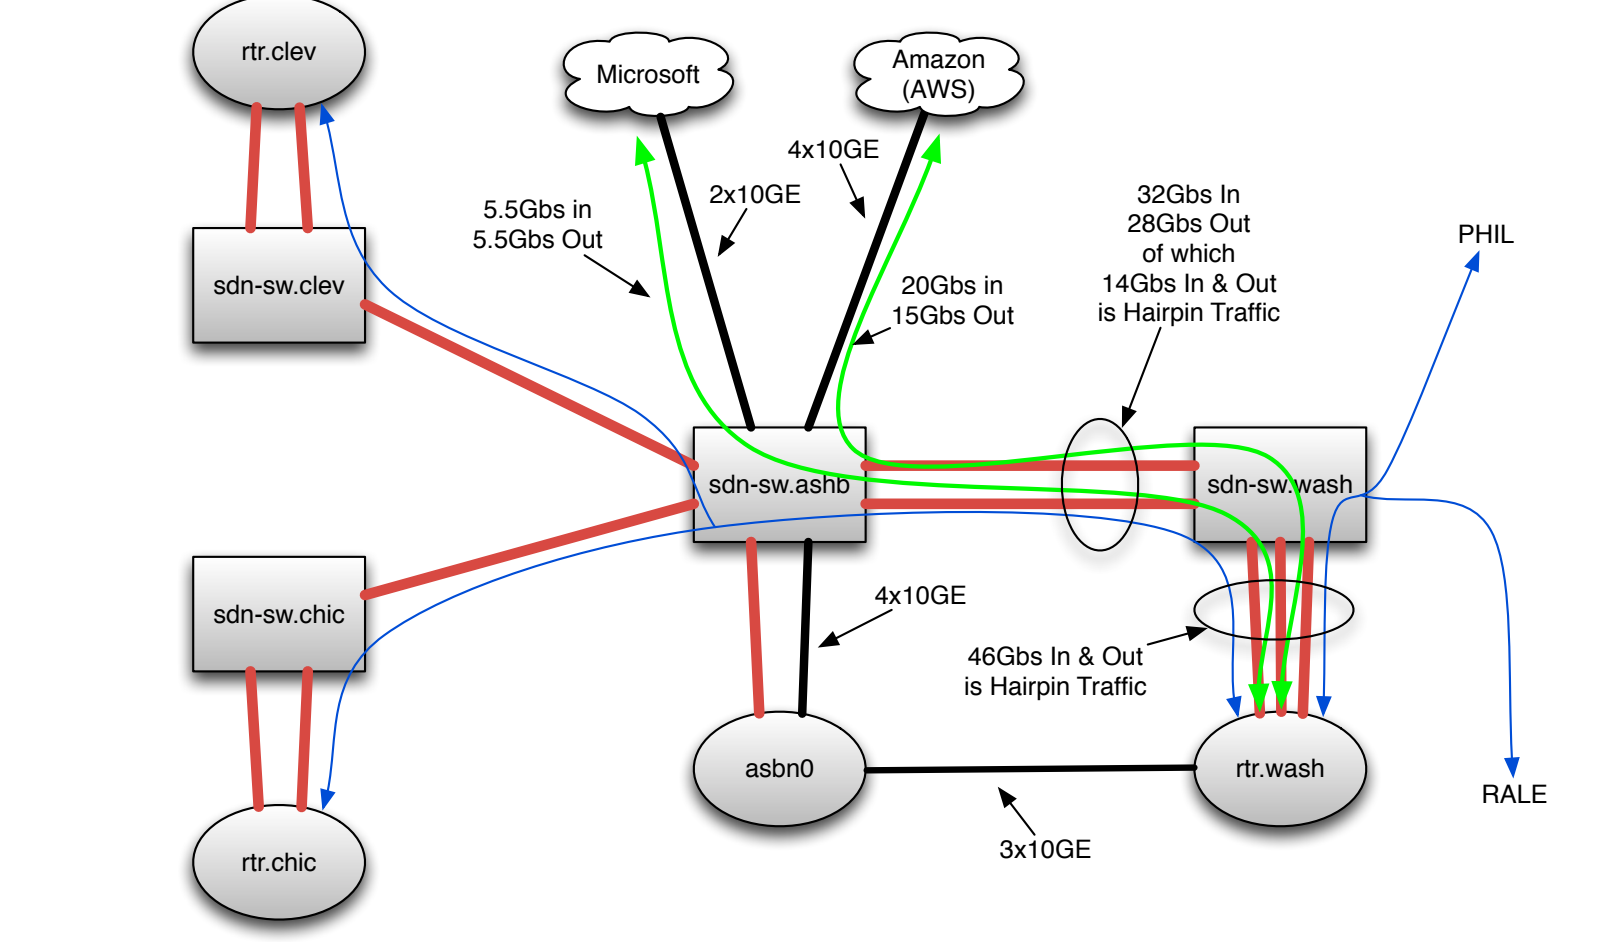 rtr.clev
Microsoft
Amazon
(AWS)
4x10GE
2x10GE
5.5Gbs in
5.5Gbs Out
32Gbs In
28Gbs Out
of which
14Gbs In & Out
is Hairpin Traffic
PHIL
sdn-sw.clev
20Gbs in
15Gbs Out
sdn-sw.ashb
sdn-sw.wash
sdn-sw.chic
4x10GE
46Gbs In & Out
is Hairpin Traffic
asbn0
rtr.wash
RALE
3x10GE
rtr.chic